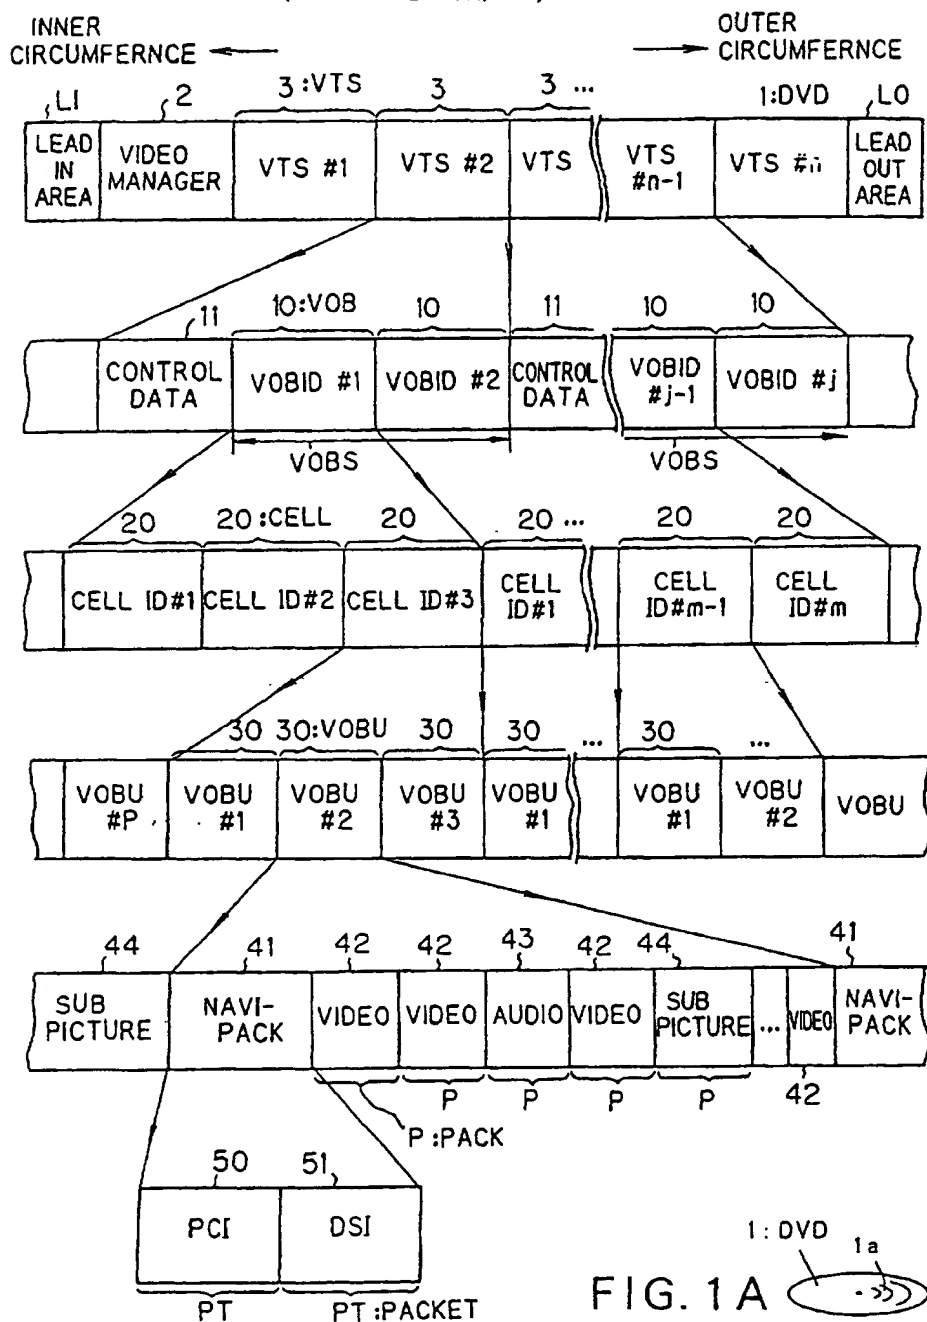 INNER
CIRCUMFERNCE
OUTER
CIRCUMFERNCE
LI 2 3:VTS 3 3 ... 1:DVD LO
LEAD IN AREA VIDEO MANAGER VTS #1 VTS #2 VTS VTS #n-1 VTS #n LEAD OUT AREA
11 10:VOB 10 11 10 10
CONTROL DATA VOBID #1 VOBID #2 CONTROL DATA VOBID #j-1 VOBID #j
VOBS VOBS
20 20:CELL 20 20 ... 20 20
CELL ID#1 CELL ID#2 CELL ID#3 CELL ID#1 CELL ID#m-1 CELL ID#m
30 30:VOBU 30 30 ... 30 ...
VOBU #P VOBU #1 VOBU #2 VOBU #3 VOBU #1 VOBU #1 VOBU #2 VOBU
44 41 42 42 43 42 44 41
SUB PICTURE NAVI-PACK VIDEO VIDEO AUDIO VIDEO SUB PICTURE ... VIDEO NAVI-PACK
P P P P 42
P:PACK
50 51
PCI DSI
PT PT:PACKET
1:DVD 1a
FIG. 1A